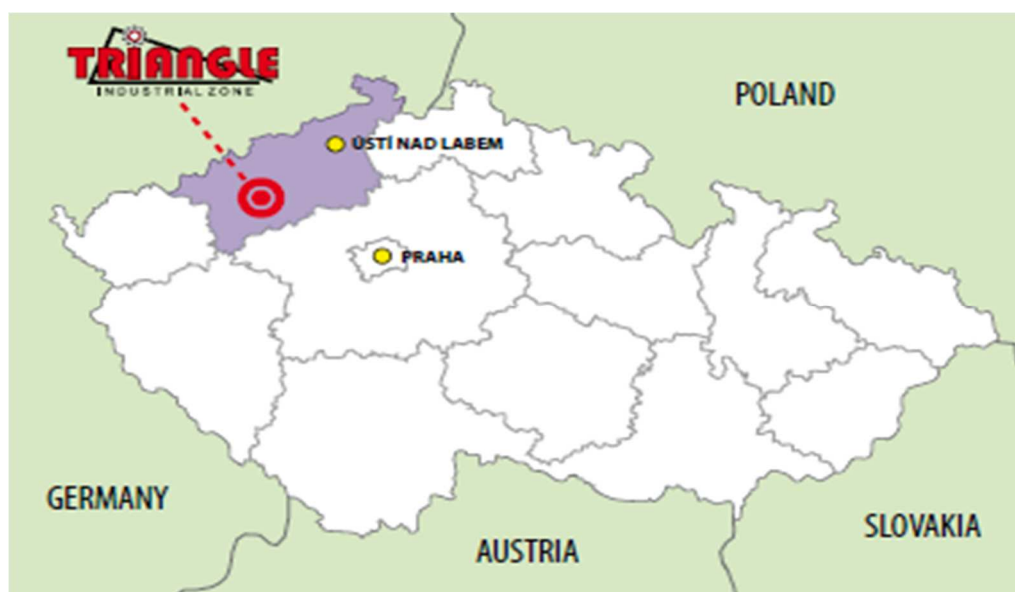 TRIANGLE
INDUSTRIAL ZONE
POLAND
ÚSTÍ NAD LABEM
PRAHA
GERMANY
SLOVAKIA
AUSTRIA